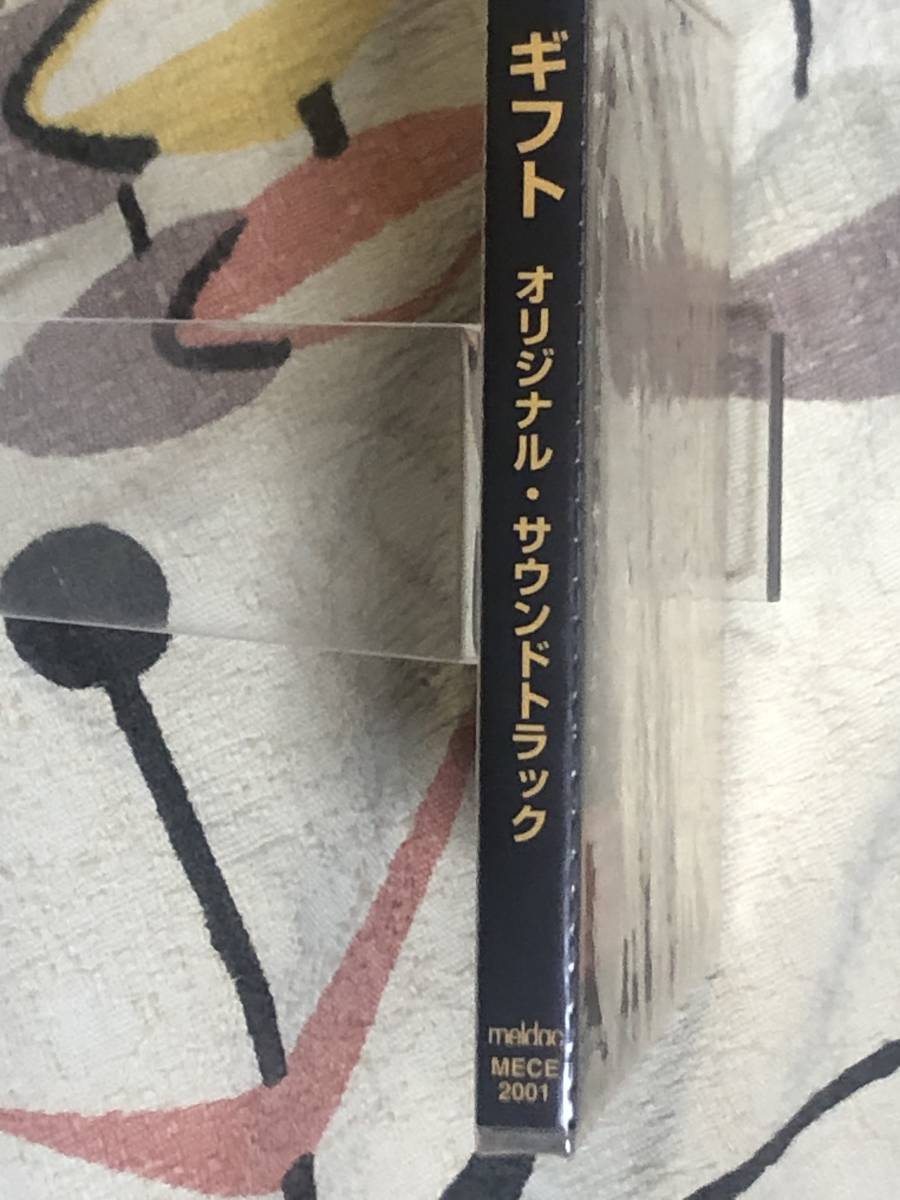 ギフト オリジナル・サウンドトラック
meldac
MECE
2001